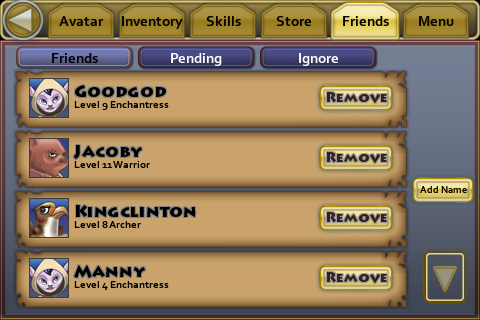 Avatar Inventory Skills Store Friends Menu
Friends Pending Ignore
Goodgod
Level 9 Enchantress
Remove
Jacoby
Level 11 Warrior
Remove
Add Name
Kingclinton
Level 8 Archer
Remove
Manny
Level 4 Enchantress
Remove